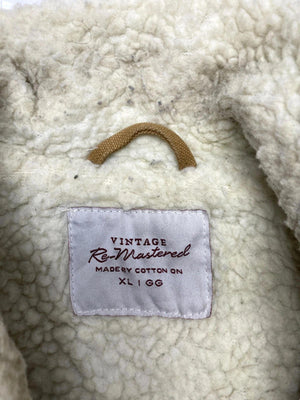 VINTAGE
Re-Mastered
MADE BY COTTON ON
XL | GG